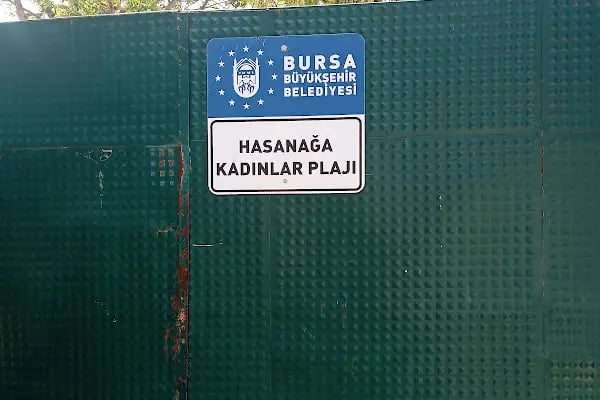 BURSA
BÜYÜKŞEHİR
BELEDİYESİ
HASANAĞA
KADINLAR PLAJI